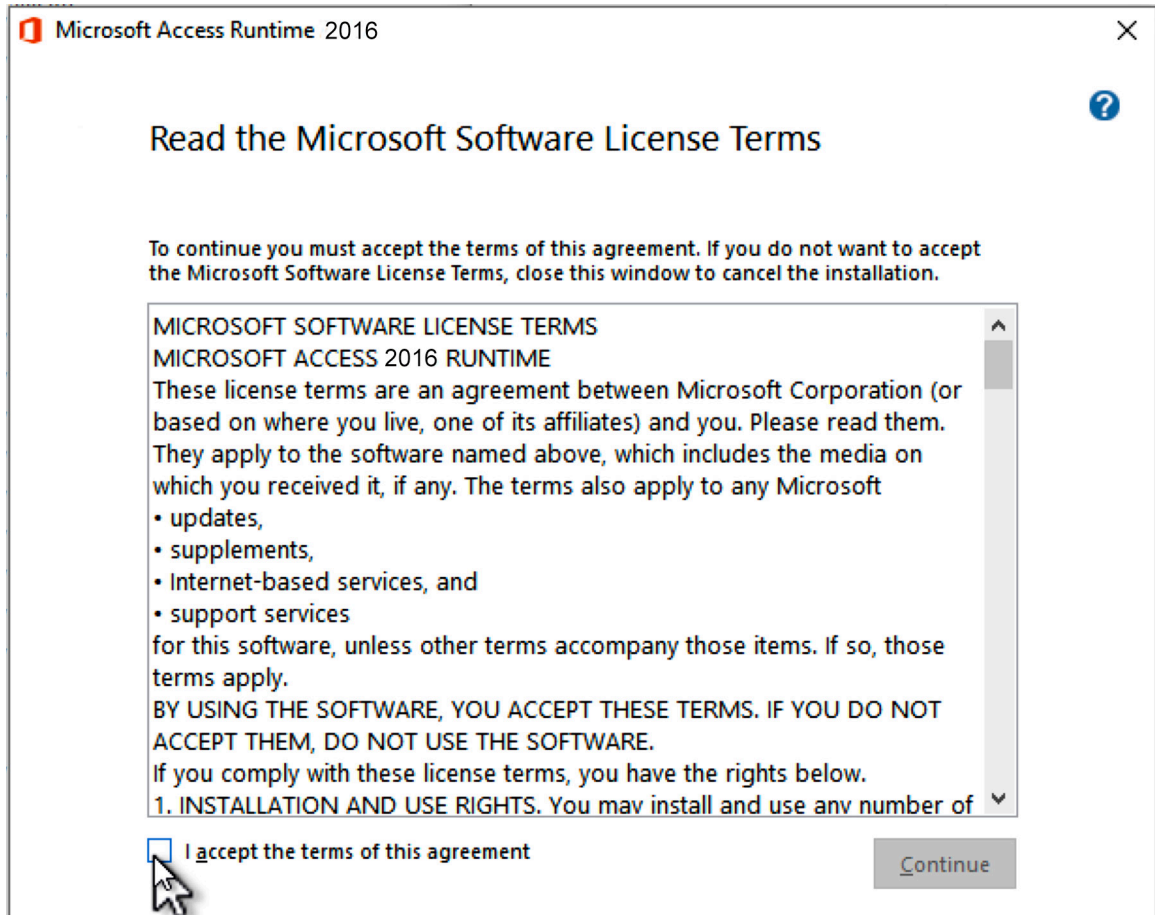 Microsoft Access Runtime 2016
Read the Microsoft Software License Terms
To continue you must accept the terms of this agreement. If you do not want to accept
the Microsoft Software License Terms, close this window to cancel the installation.
MICROSOFT SOFTWARE LICENSE TERMS
MICROSOFT ACCESS 2016 RUNTIME
These license terms are an agreement between Microsoft Corporation (or
based on where you live, one of its affiliates) and you. Please read them.
They apply to the software named above, which includes the media on
which you received it, if any. The terms also apply to any Microsoft
• updates,
• supplements,
• Internet-based services, and
• support services
for this software, unless other terms accompany those items. If so, those
terms apply.
BY USING THE SOFTWARE, YOU ACCEPT THESE TERMS. IF YOU DO NOT
ACCEPT THEM, DO NOT USE THE SOFTWARE.
If you comply with these license terms, you have the rights below.
1. INSTALLATION AND USE RIGHTS. You may install and use any number of
I accept the terms of this agreement
Continue